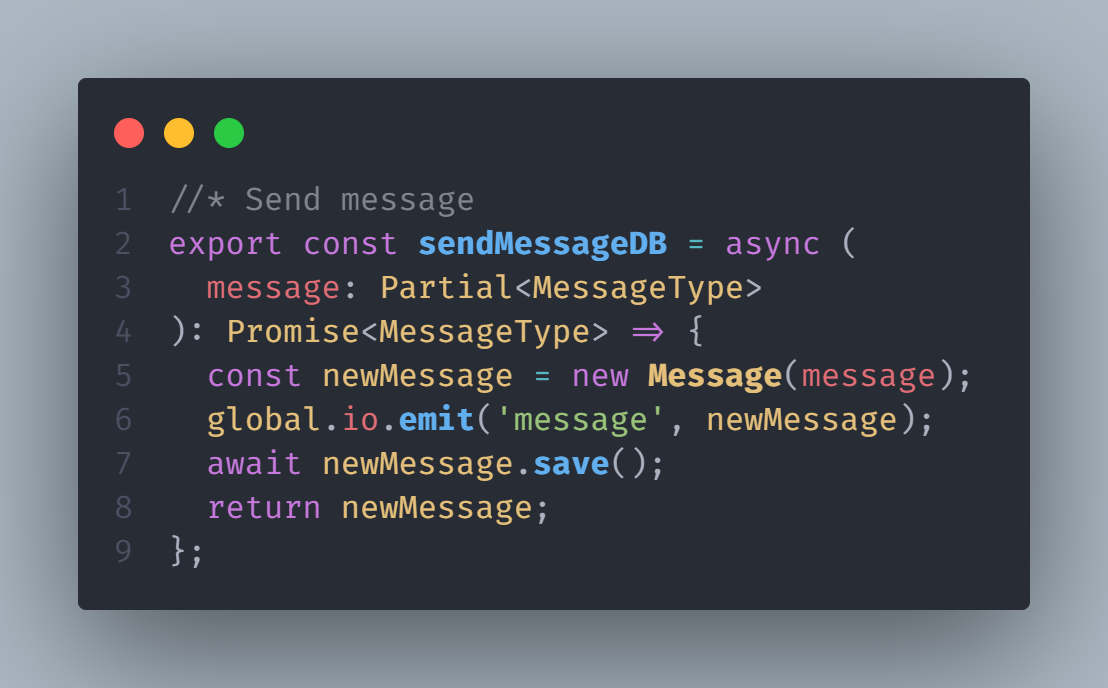 1 //* Send message
2 export const sendMessageDB = async (
3   message: Partial<MessageType>
4 ): Promise<MessageType> => {
5   const newMessage = new Message(message);
6   global.io.emit('message', newMessage);
7   await newMessage.save();
8   return newMessage;
9 };